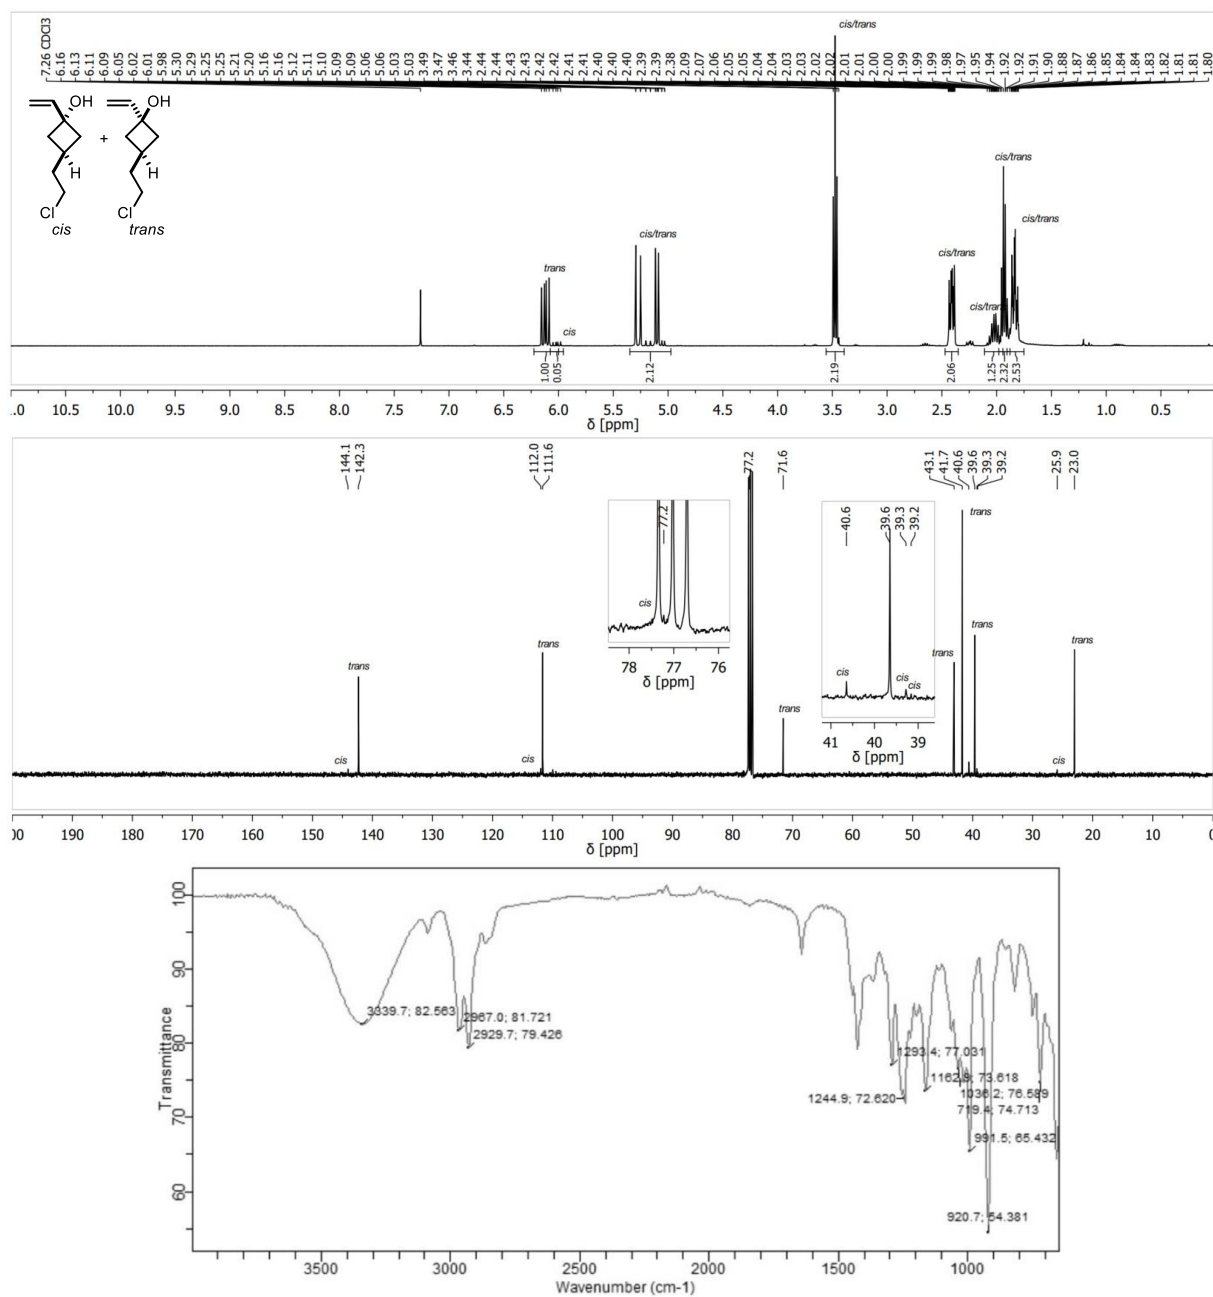 7.26 CDCl3
6.16
6.13
6.11
6.09
6.05
6.02
6.01
5.98
5.30
5.29
5.25
5.25
5.21
5.20
5.16
5.16
5.12
5.11
5.10
5.09
5.09
5.06
5.05
5.03
5.03
3.49
3.47
3.46
3.44
2.44
2.44
2.43
2.42
2.42
2.41
2.41
2.40
2.40
2.39
2.39
2.38
2.09
2.07
2.06
2.05
2.05
2.04
2.04
2.03
2.03
2.02
2.02
2.01
2.01
2.00
2.00
1.99
1.99
1.99
1.98
1.97
1.95
1.94
1.92
1.92
1.91
1.90
1.88
1.87
1.86
1.85
1.84
1.84
1.83
1.82
1.81
1.81
1.80
OH
OH
+
H
H
Cl
Cl
cis
trans
trans
cis
cis/trans
cis/trans
cis/trans
cis/trans
cis/trans
cis/trans
1.00
0.05
2.12
2.19
2.06
1.25
2.32
2.53
.0 10.5 10.0 9.5 9.0 8.5 8.0 7.5 7.0 6.5 6.0 5.5 5.0 4.5 4.0 3.5 3.0 2.5 2.0 1.5 1.0 0.5
δ [ppm]
144.1
142.3
112.0
111.6
77.2
71.6
43.1
41.7
40.6
39.6
39.3
39.2
25.9
23.0
cis
trans
cis
trans
77.2
cis
78 77 76
δ [ppm]
trans
40.6
39.6
39.3
39.2
cis
cis
cis
41 40 39
δ [ppm]
trans
trans
trans
cis
trans
00 190 180 170 160 150 140 130 120 110 100 90 80 70 60 50 40 30 20 10 0
δ [ppm]
Transmittance
100
90
80
70
60
3339.7; 82.563
2967.0; 81.721
2929.7; 79.426
1293.4; 77.031
1162.9; 73.618
1036.2; 76.589
1244.9; 72.620
719.4; 74.713
991.5; 65.432
920.7; 54.381
3500 3000 2500 2000 1500 1000
Wavenumber (cm-1)